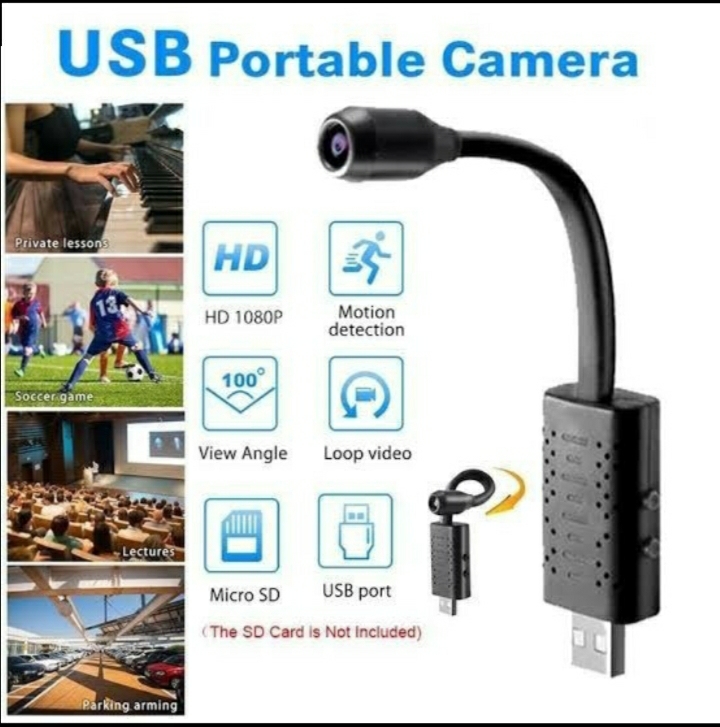 USB Portable Camera
Private lessons
Soccer game
13
Lectures
Parking arming
HD
HD 1080P
Motion
detection
100°
View Angle
Loop video
Micro SD
USB port
(The SD Card is Not Included)